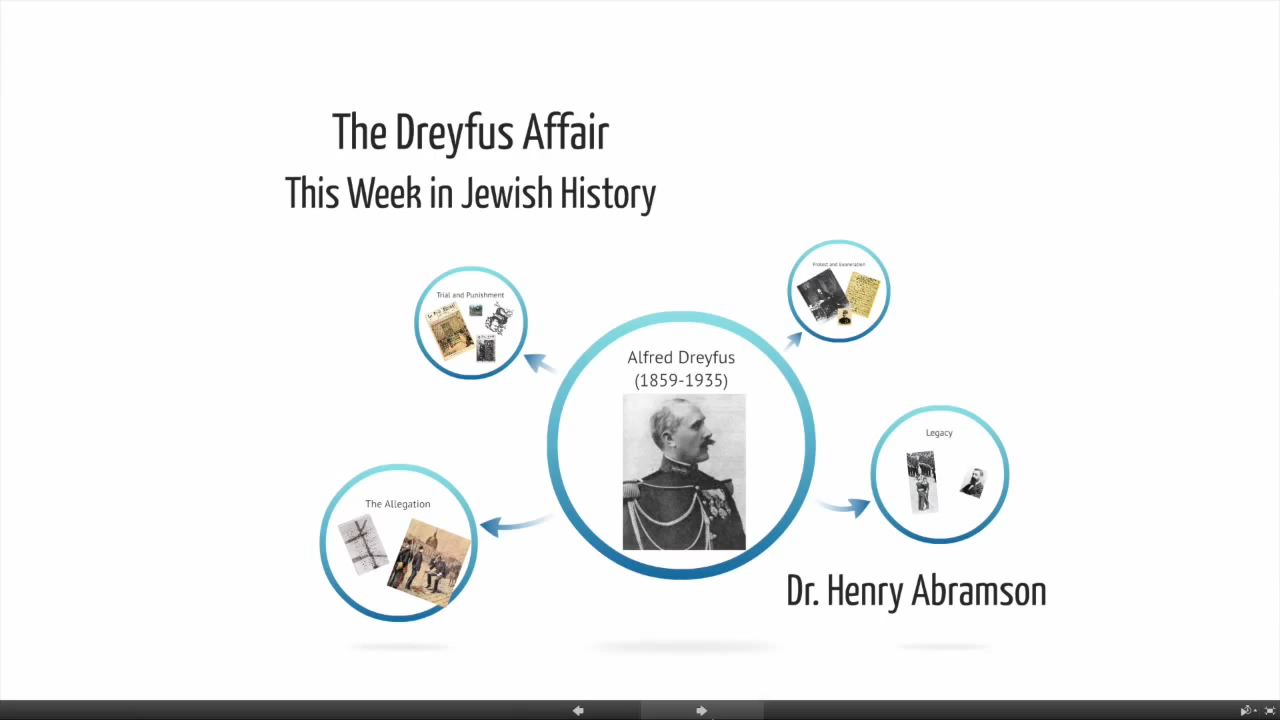 The Dreyfus Affair
This Week in Jewish History
Trial and Punishment
Protest and Exoneration
Alfred Dreyfus
(1859-1935)
Legacy
The Allegation
Dr. Henry Abramson